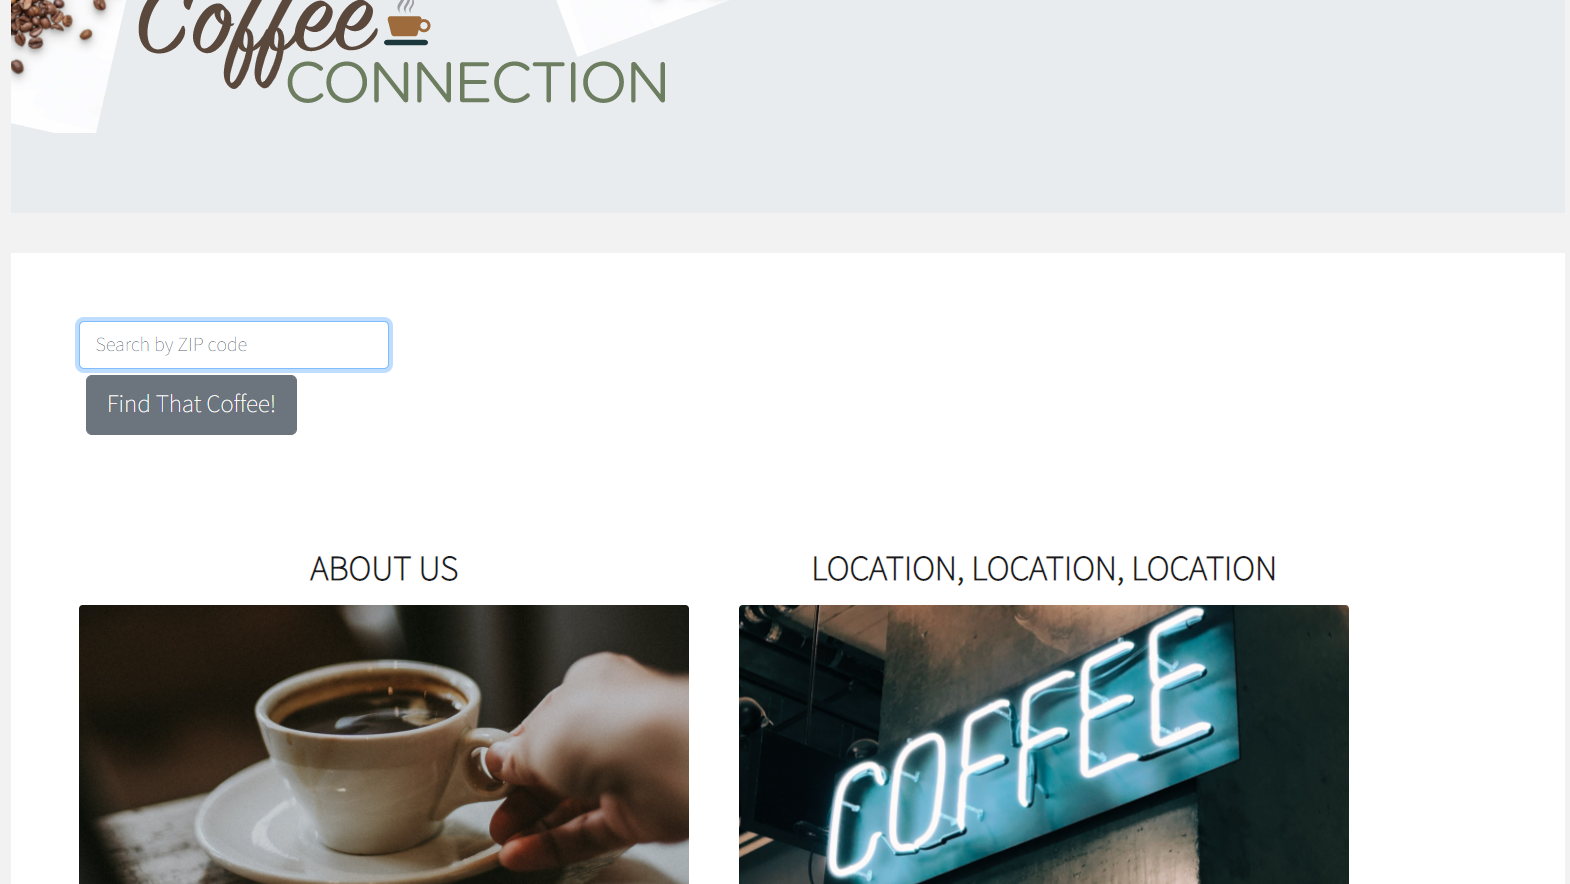 Coffee
CONNECTION
Search by ZIP code
Find That Coffee!
ABOUT US
LOCATION, LOCATION, LOCATION
COFFEE